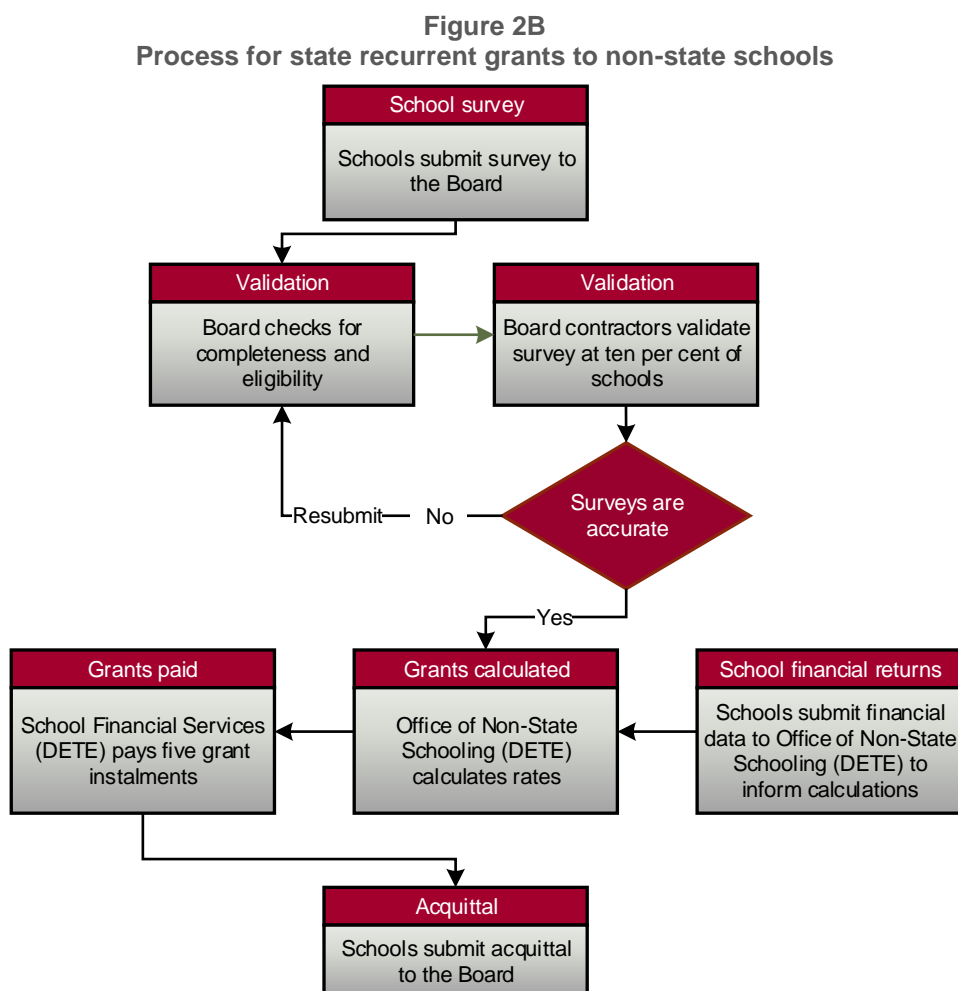 Figure 2B
Process for state recurrent grants to non-state schools
School survey
Schools submit survey to
the Board
Validation
Board checks for
completeness and
eligibility
Validation
Board contractors validate
survey at ten per cent of
schools
Surveys are
accurate
No
Resubmit
Yes
Grants paid
School Financial Services
(DETE) pays five grant
instalments
Grants calculated
Office of Non-State
Schooling (DETE)
calculates rates
School financial returns
Schools submit financial
data to Office of Non-State
Schooling (DETE) to
inform calculations
Acquittal
Schools submit acquittal
to the Board